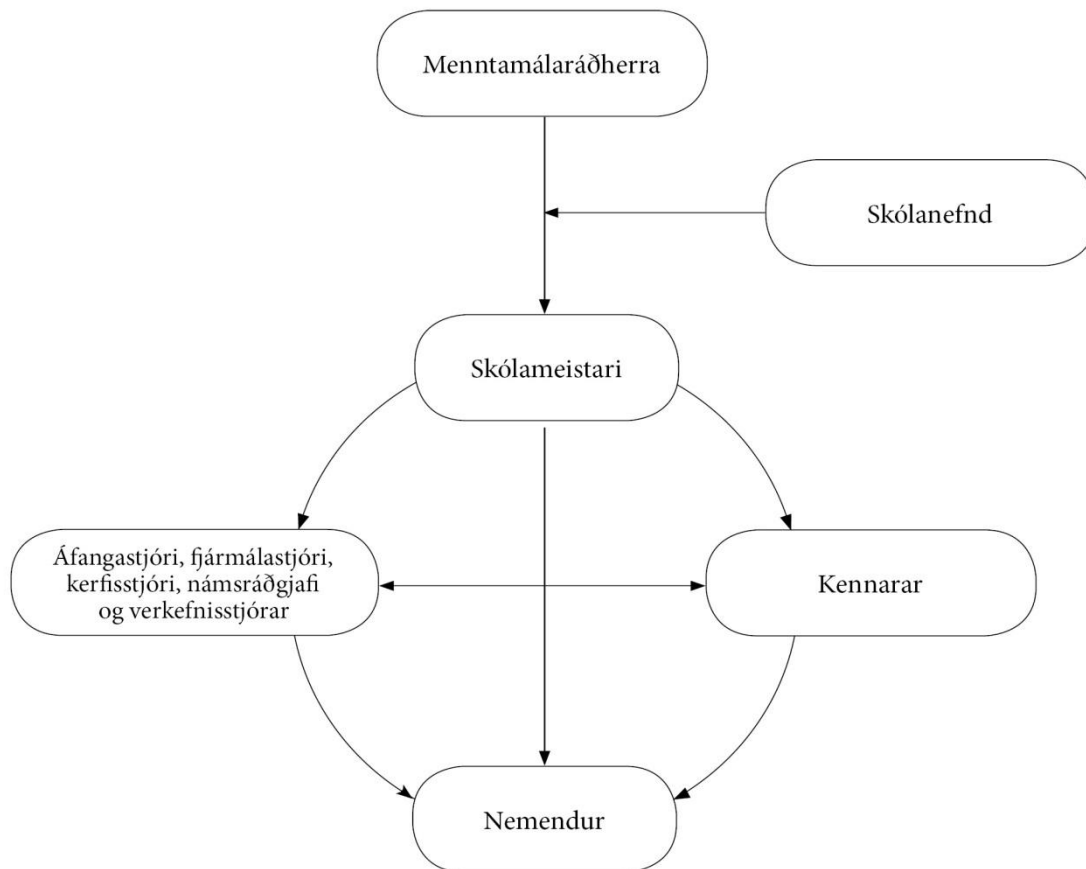 Menntamálaráðherra
Skólanefnd
Skólameistari
Áfangastjóri, fjármálastjóri,
kerfisstjóri, námsráðgjafi
og verkefnisstjórar
Kennarar
Nemendur